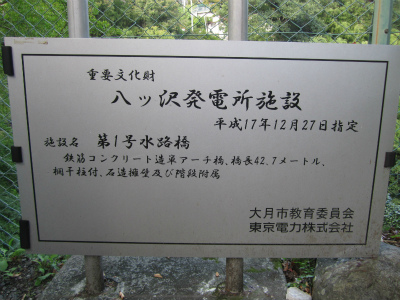 重要文化財
八ッ沢発電所施設
平成17年12月27日指定
施設名 第1号水路橋
鉄筋コンクリート造単アーチ橋、橋長42.7メートル、
欄干柱付、石造擁壁及び階段附属
大月市教育委員会
東京電力株式会社